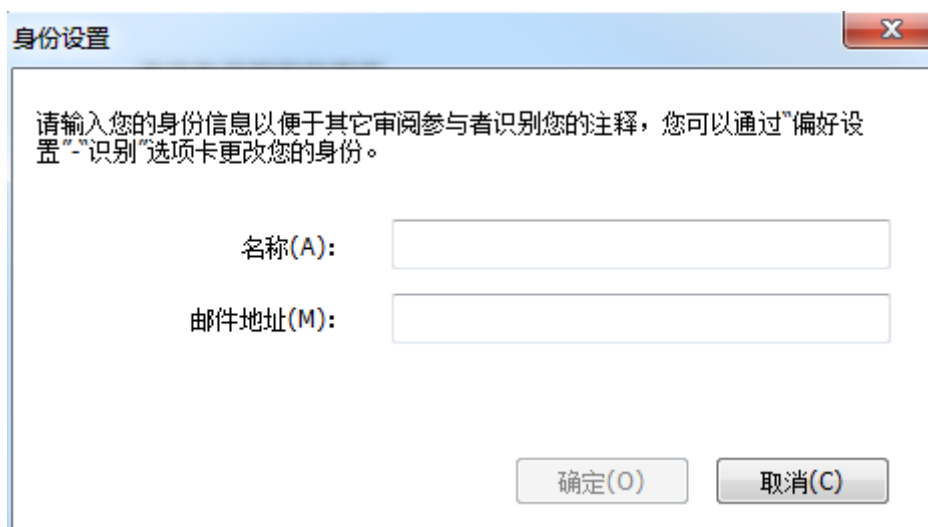 身份设置
请输入您的身份信息以便于其它审阅参与者识别您的注释，您可以通过“偏好设
置”-“识别”选项卡更改您的身份。
名称(A):
邮件地址(M):
确定(O) 取消(C)